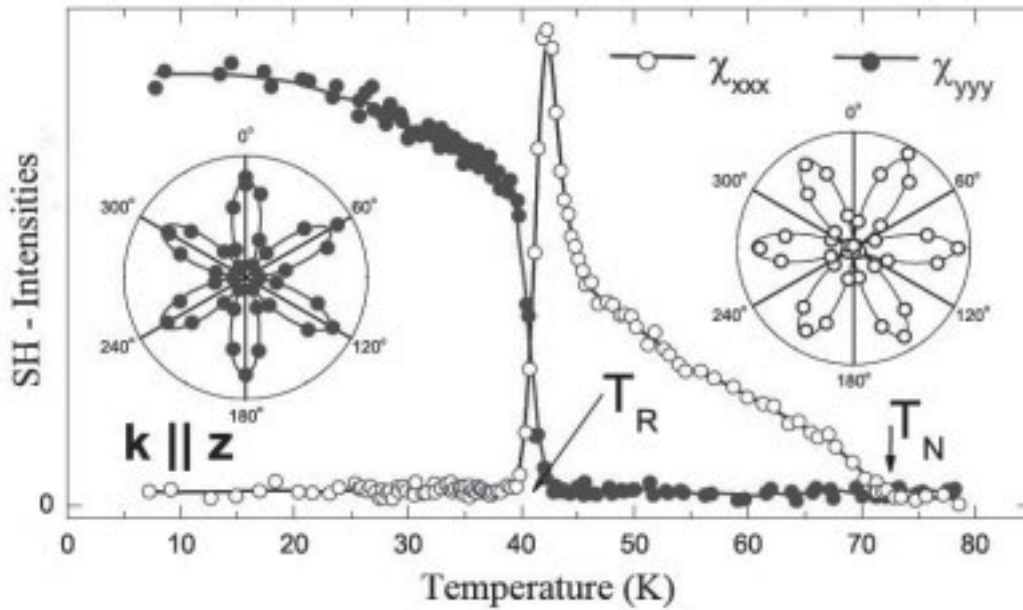 χxxx χyyy
0°
60°
120°
180°
240°
300°
0°
60°
120°
180°
240°
SH - Intensities
k || z
TR
TN
0
0 10 20 30 40 50 60 70 80
Temperature (K)